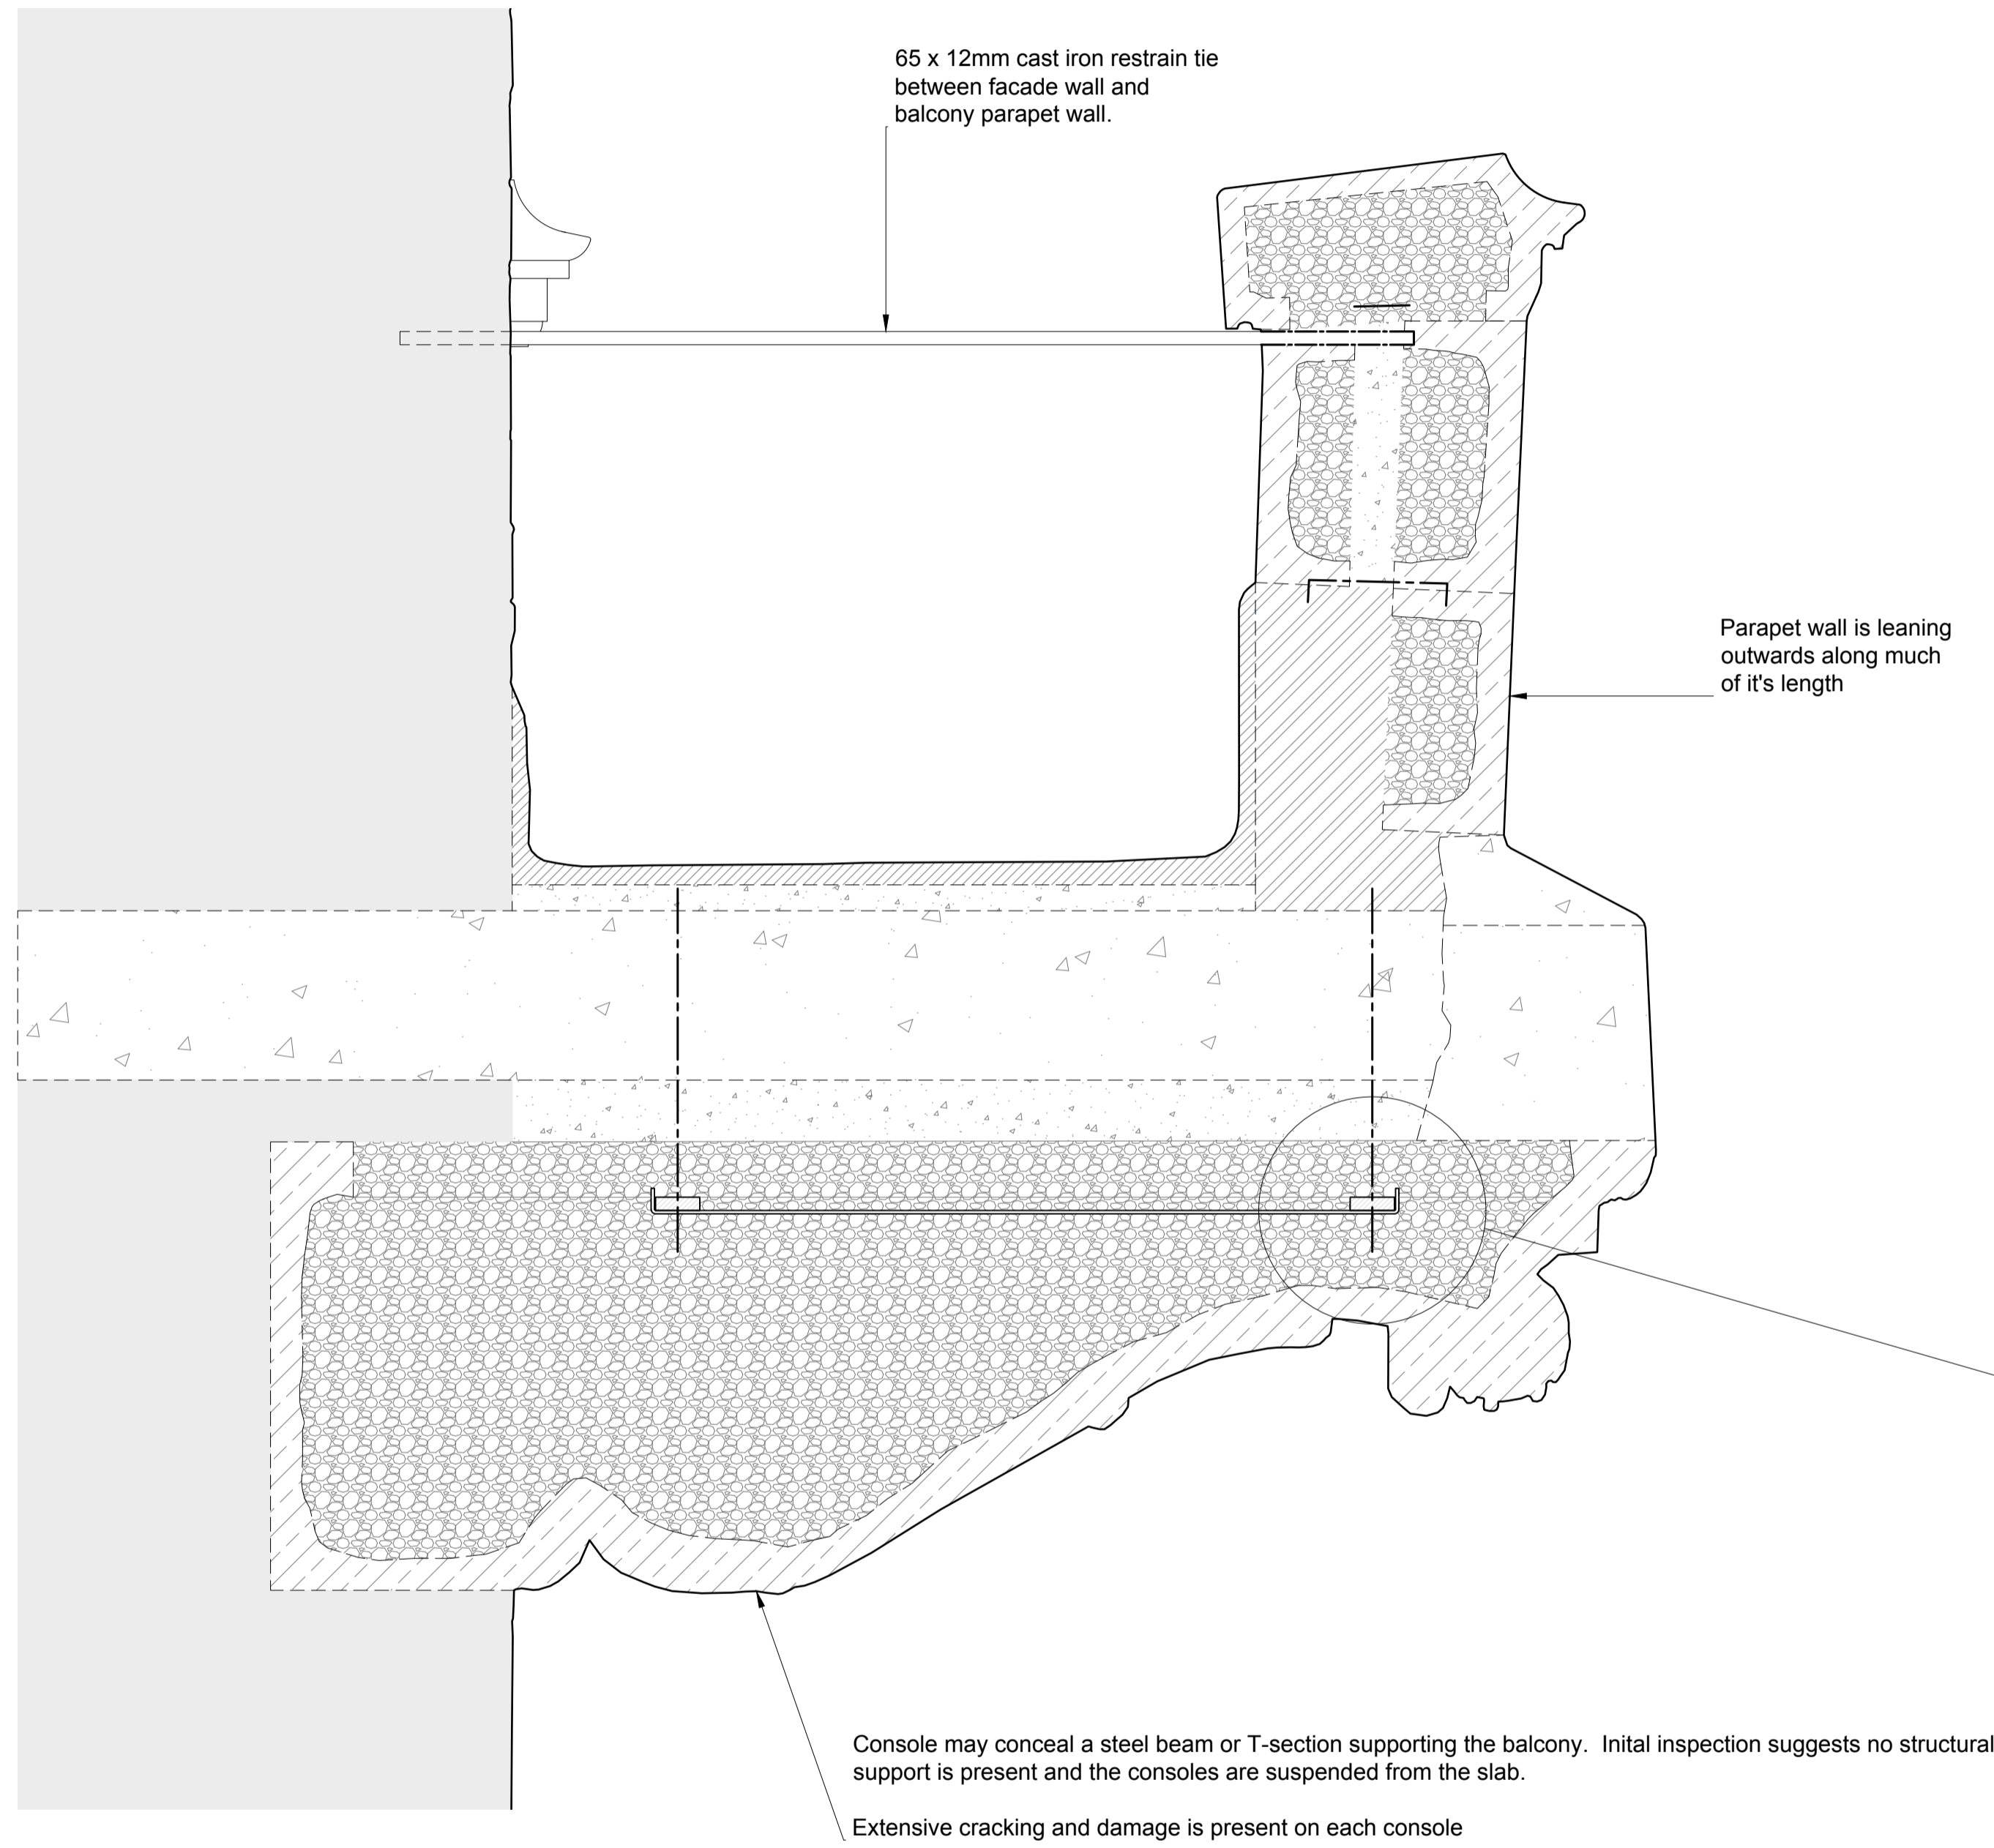 65 x 12mm cast iron restrain tie
between facade wall and
balcony parapet wall.
Parapet wall is leaning
outwards along much
of it's length
Console may conceal a steel beam or T-section supporting the balcony.  Inital inspection suggests no structural
support is present and the consoles are suspended from the slab.
Extensive cracking and damage is present on each console